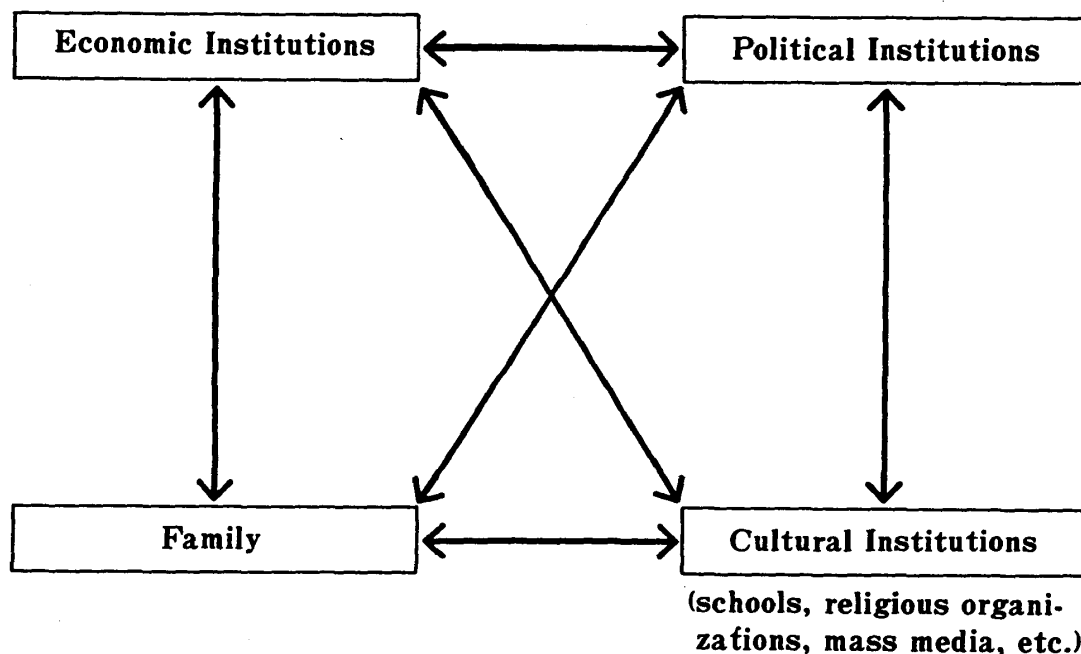 Economic Institutions
Political Institutions
Family
Cultural Institutions
(schools, religious organi-
zations, mass media, etc.)